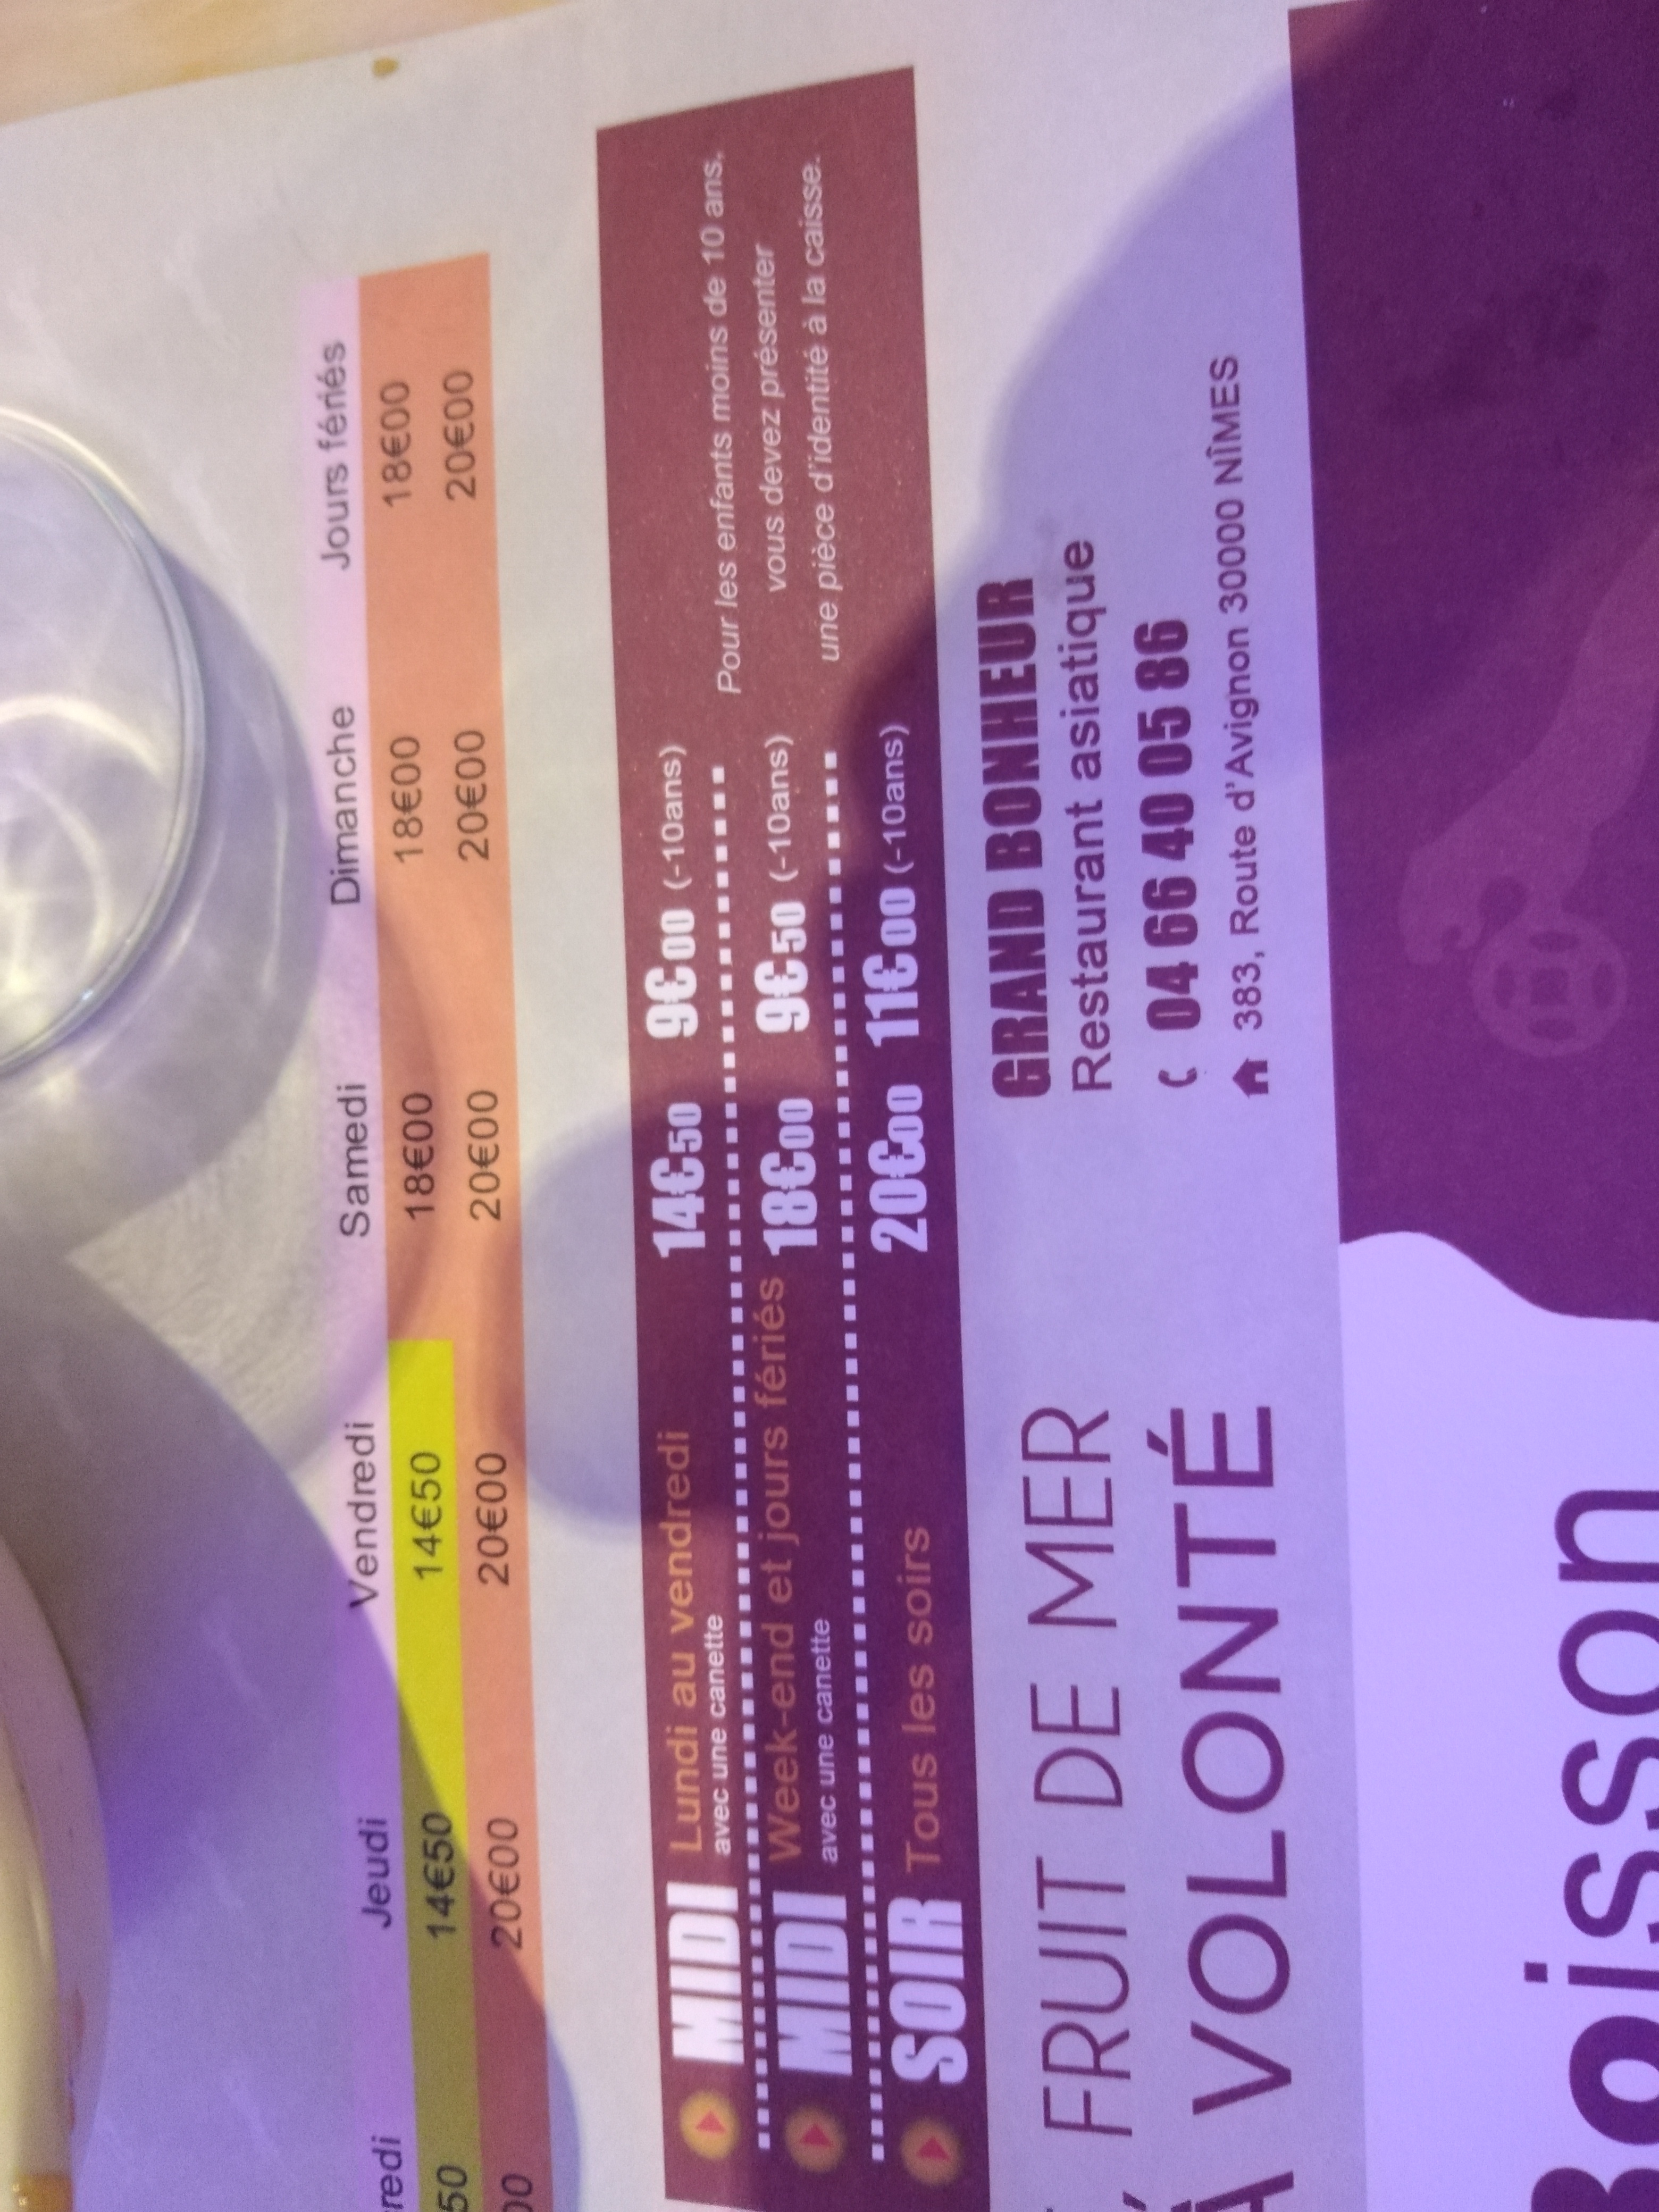 redi Jeudi Vendredi Samedi Dimanche Jours fériés
50 14€50 14€50 18€00 18€00 18€00
00 20€00 20€00 20€00 20€00 20€00
MIDI Lundi au vendredi 14€50 9€00 (-10ans)
avec une canette
MIDI Week-end et jours fériés 18€00 9€50 (-10ans)
avec une canette
SOIR Tous les soirs 20€00 11€00 (-10ans)
Pour les enfants moins de 10 ans,
vous devez présenter
une pièce d'identité à la caisse.
FRUIT DE MER
À VOLONTÉ
GRAND BONHEUR
Restaurant asiatique
04 66 40 05 86
383, Route d'Avignon 30000 NÎMES
Boisson